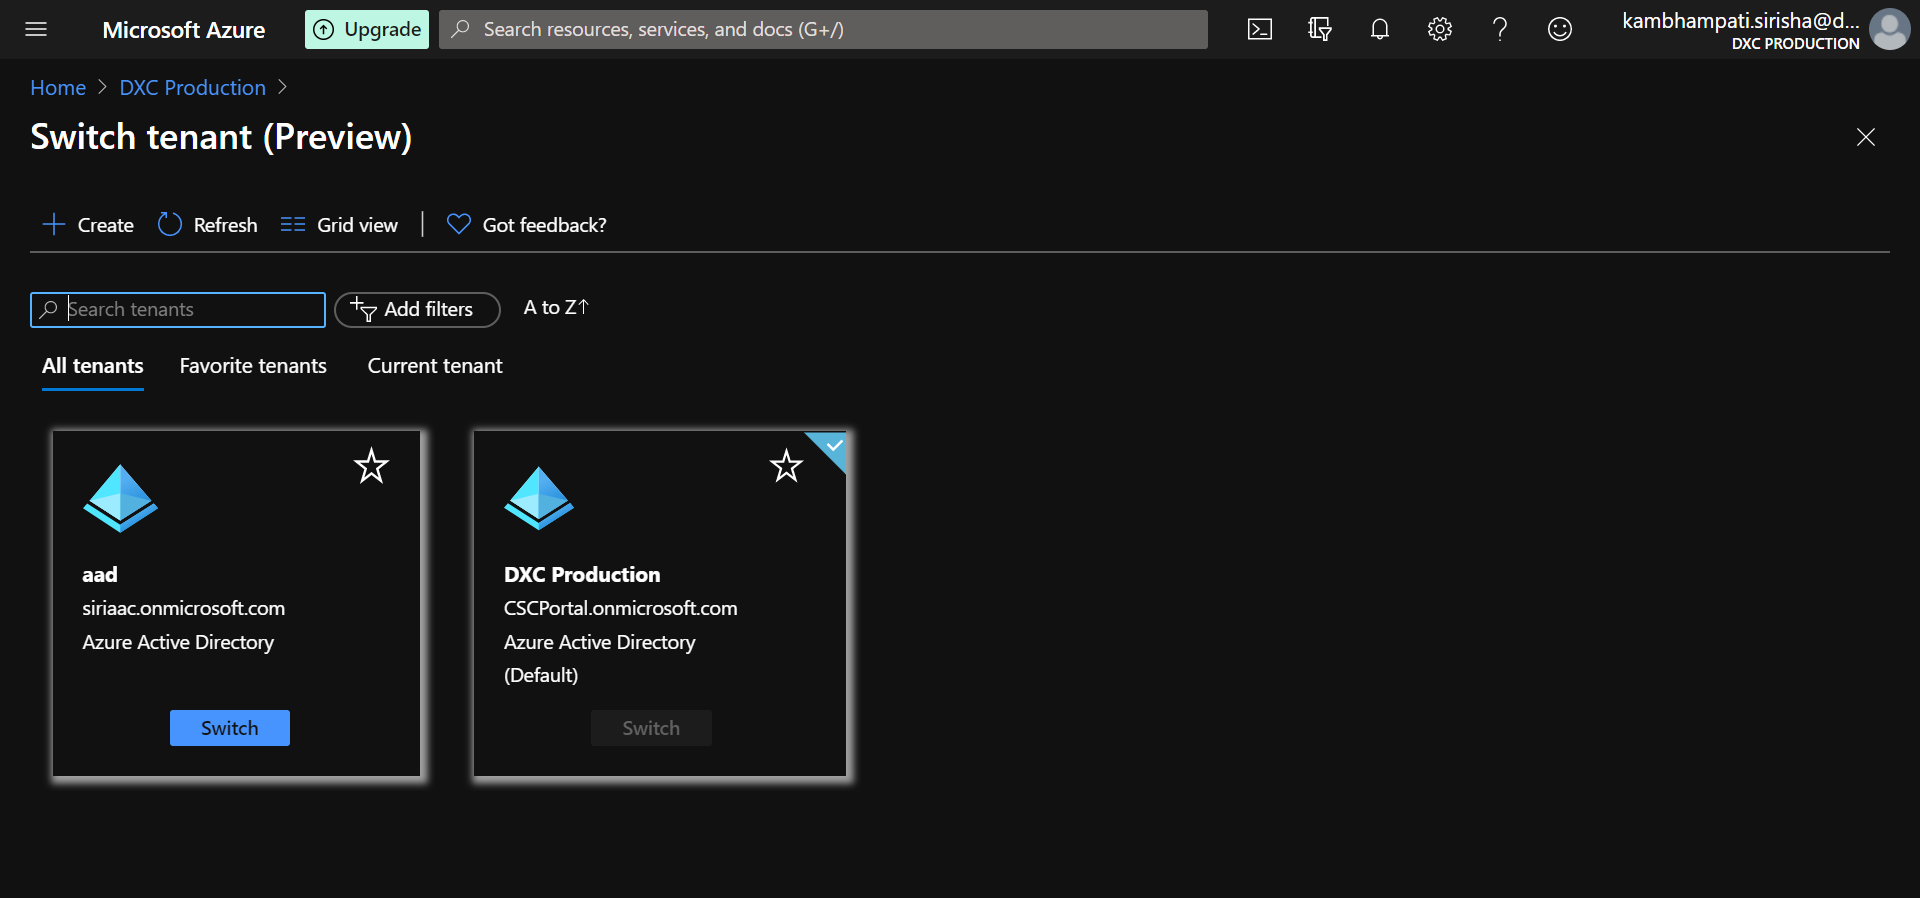 Microsoft Azure
Upgrade
Search resources, services, and docs (G+/)
kambhampati.sirisha@d...
DXC PRODUCTION
Home > DXC Production >
Switch tenant (Preview)
Create
Refresh
Grid view
Got feedback?
Search tenants
Add filters
A to Z↑
All tenants
Favorite tenants
Current tenant
aad
siriaac.onmicrosoft.com
Azure Active Directory
Switch
DXC Production
CSCPortal.onmicrosoft.com
Azure Active Directory
(Default)
Switch